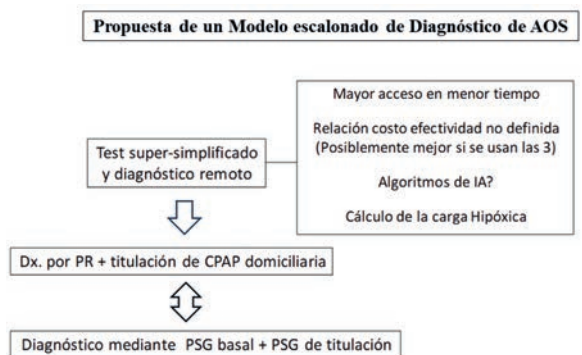 Propuesta de un Modelo escalonado de Diagnóstico de AOS
Mayor acceso en menor tiempo
Relación costo efectividad no definida
(Posiblemente mejor si se usan las 3)
Algoritmos de IA?
Cálculo de la carga Hipóxica
Test super-simplificado
y diagnóstico remoto
Dx. por PR + titulación de CPAP domiciliaria
Diagnóstico mediante PSG basal + PSG de titulación